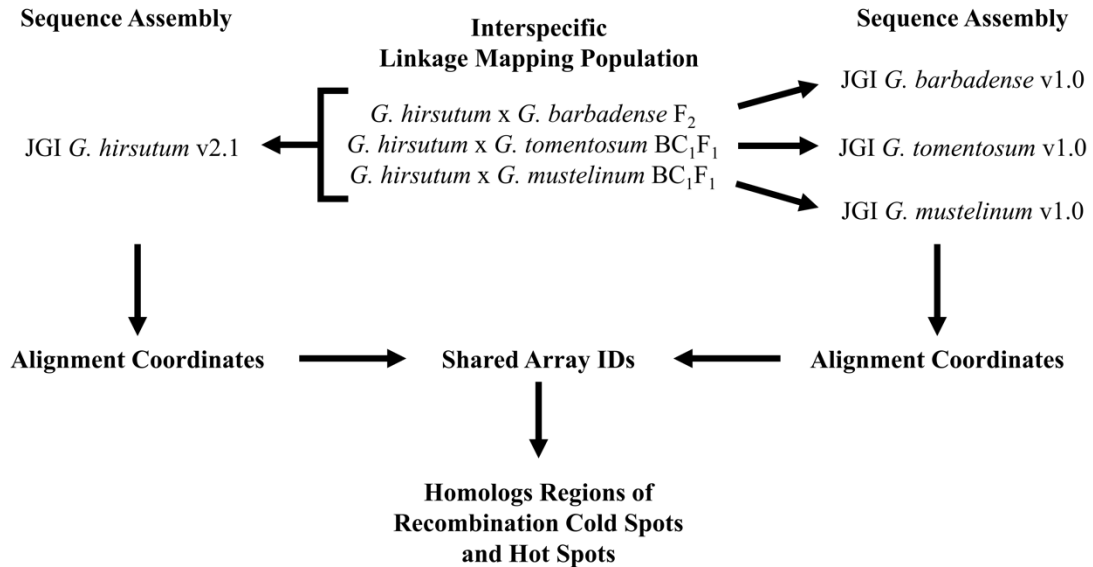 Sequence Assembly
Interspecific
Linkage Mapping Population
Sequence Assembly
JGI G. barbadense v1.0
G. hirsutum x G. barbadense F₂
JGI G. hirsutum v2.1
G. hirsutum x G. tomentosum BC₁F₁
JGI G. tomentosum v1.0
G. hirsutum x G. mustelinum BC₁F₁
JGI G. mustelinum v1.0
Alignment Coordinates
Shared Array IDs
Alignment Coordinates
Homologs Regions of
Recombination Cold Spots
and Hot Spots